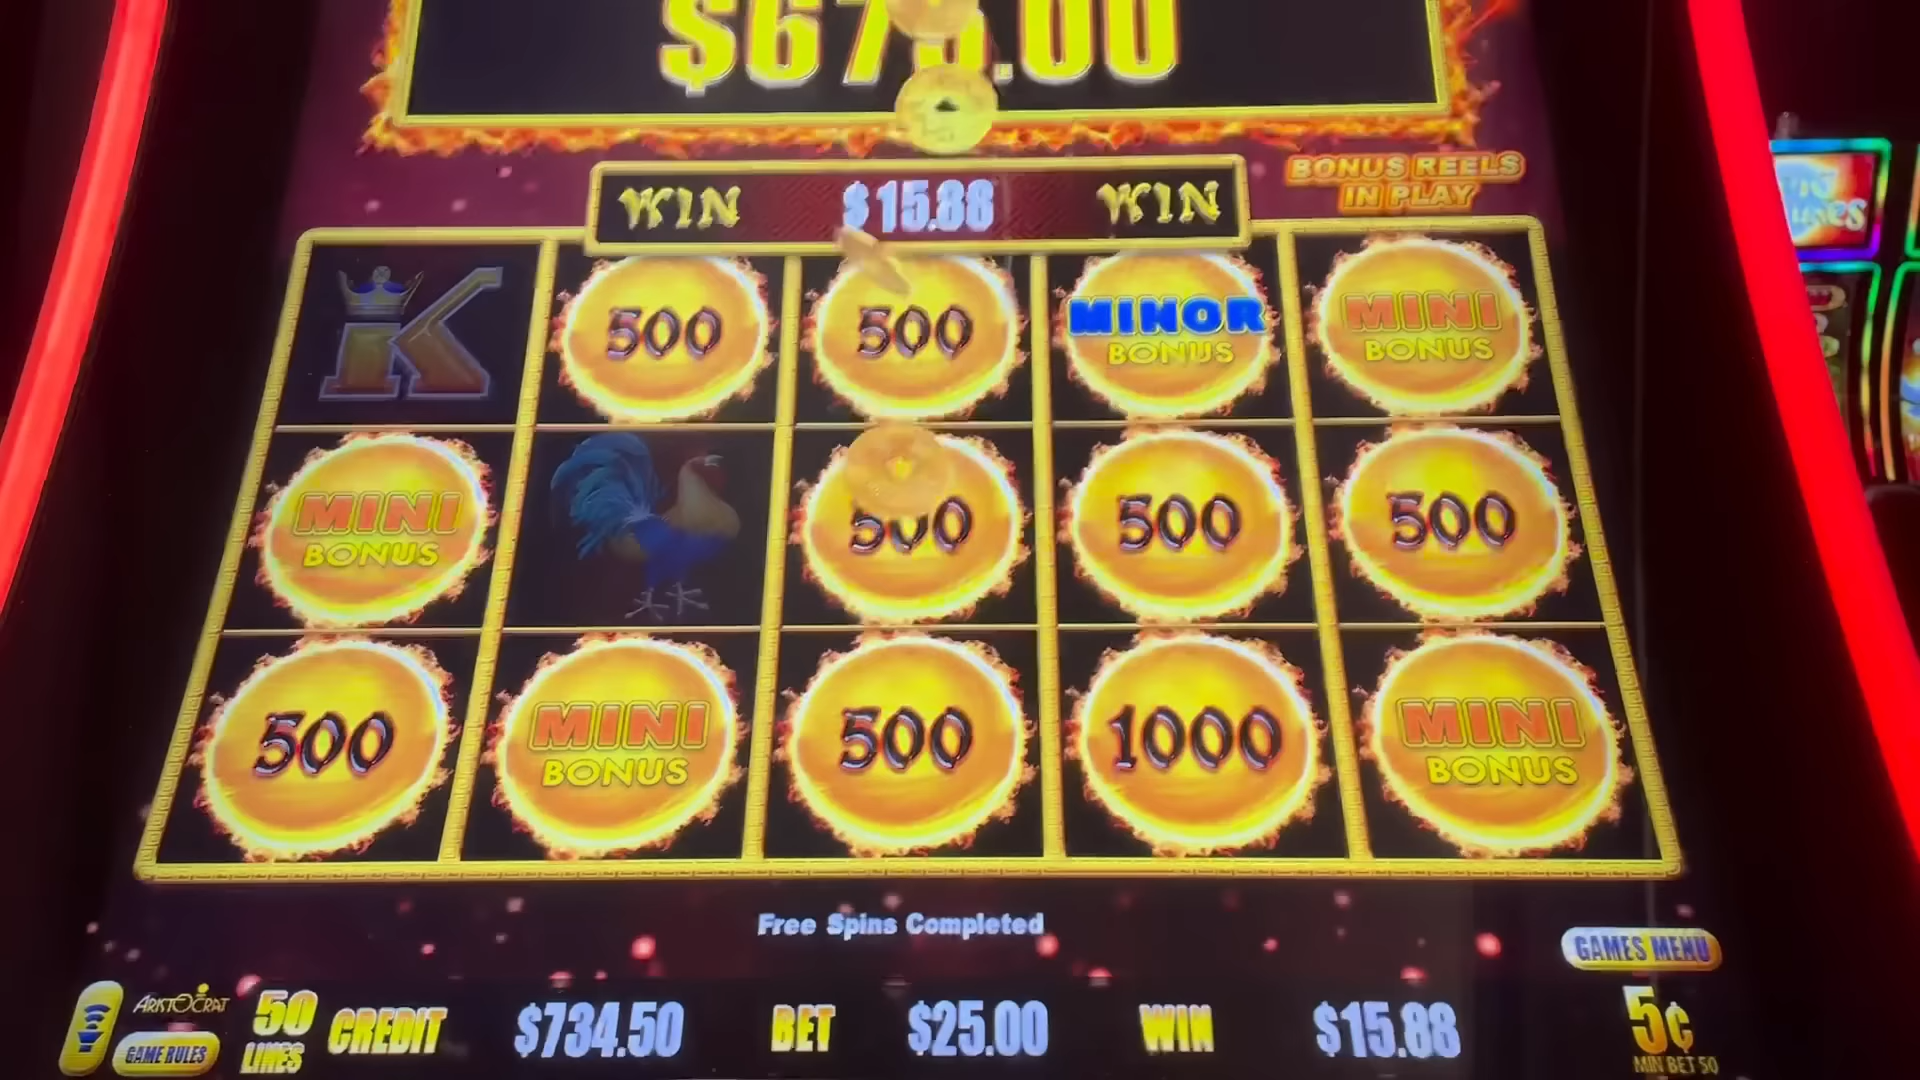 $675.00
WIN $15.88 WIN
BONUS REELS
IN PLAY
K 500 500 MINOR BONUS MINI BONUS
MINI BONUS 500 500 500
500 MINI BONUS 500 1000 MINI BONUS
Free Spins Completed
GAMES MENU
ARISTOCRAT
GAME RULES
50 LINES
CREDIT $734.50 BET $25.00 WIN $15.88
5¢
MIN BET 50